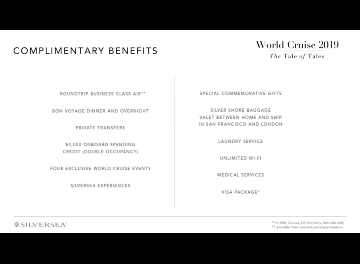 COMPLIMENTARY BENEFITS
World Cruise 2019
The Tale of Tales
ROUNDTRIP BUSINESS CLASS AIR**
BON VOYAGE DINNER AND OVERNIGHT
PRIVATE TRANSFERS
$4,000 ONBOARD SPENDING
CREDIT (DOUBLE OCCUPANCY)
FOUR EXCLUSIVE WORLD CRUISE EVENTS
SILVERSEA EXPERIENCES
SPECIAL COMMEMORATIVE GIFTS
SILVER SHORE BAGGAGE
VALET BETWEEN HOME AND SHIP
IN SAN FRANCISCO AND LONDON
LAUNDRY SERVICE
UNLIMITED WI-FI
MEDICAL SERVICES
VISA PACKAGE*
SILVERSEA